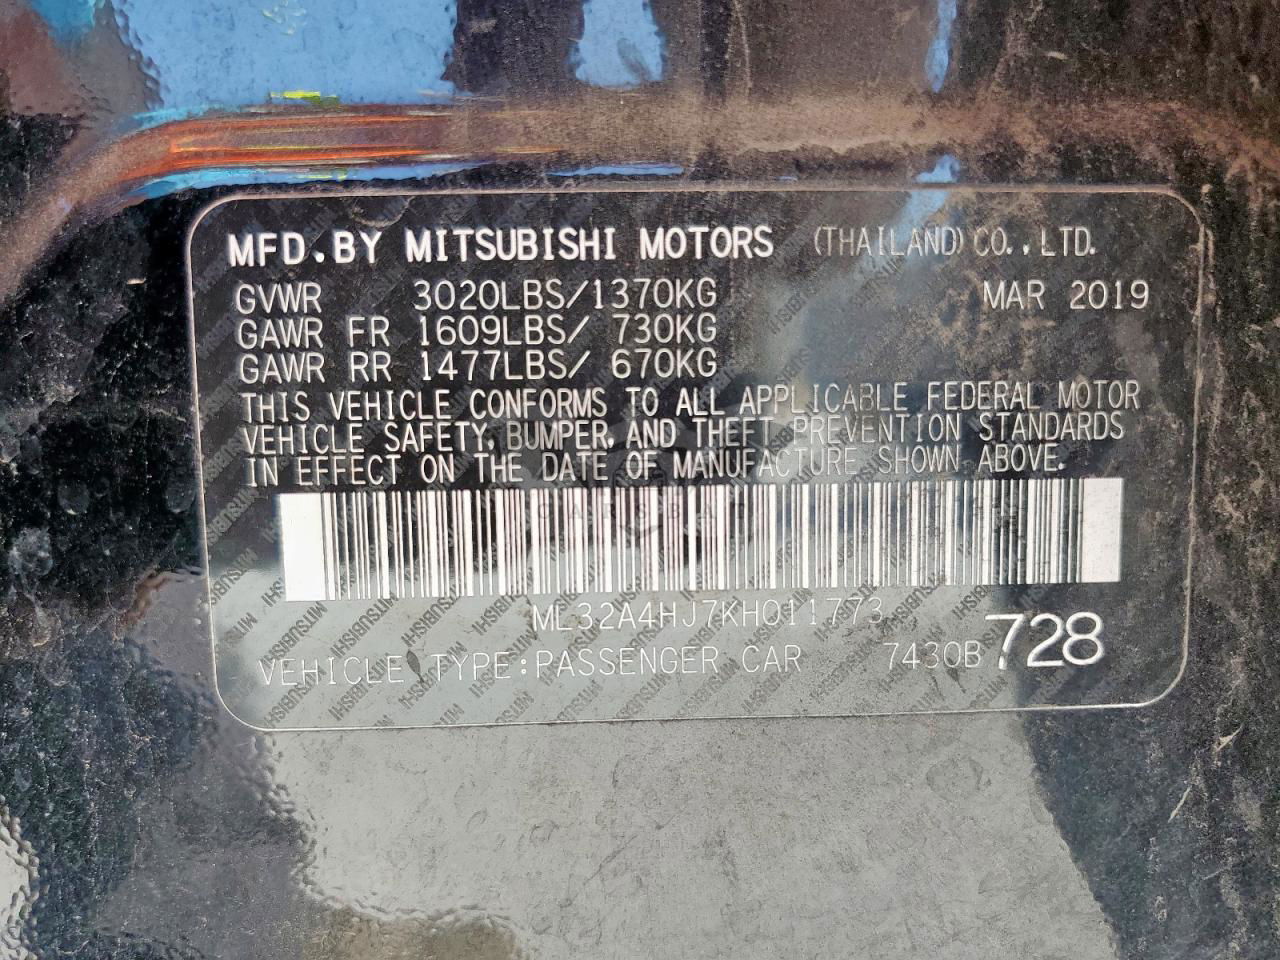 MFD.BY MITSUBISHI MOTORS (THAILAND) CO.,LTD.
GVWR 3020LBS/1370KG MAR 2019
GAWR FR 1609LBS/ 730KG
GAWR RR 1477LBS/ 670KG
THIS VEHICLE CONFORMS TO ALL APPLICABLE FEDERAL MOTOR
VEHICLE SAFETY, BUMPER, AND THEFT PREVENTION STANDARDS
IN EFFECT ON THE DATE OF MANUFACTURE SHOWN ABOVE.
ML32A4HJ7KH011773
VEHICLE TYPE:PASSENGER CAR 7430B 728